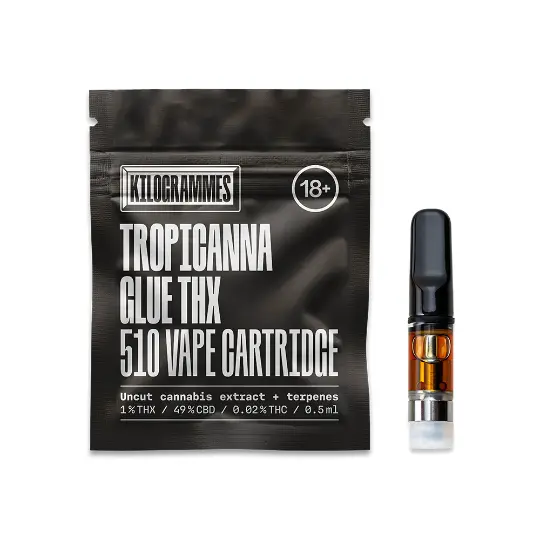 KILOGRAMMES
18+
TROPICANNA
GLUE THX
510 VAPE CARTRIDGE
Uncut cannabis extract + terpenes
1%THX / 49%CBD / 0.02%THC / 0.5ml